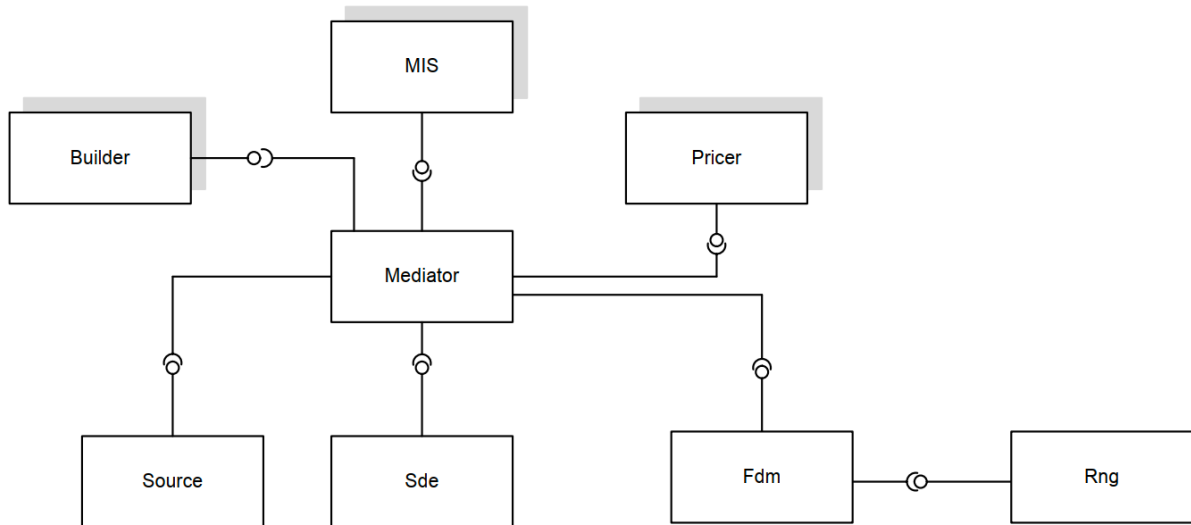 MIS
Builder
Pricer
Mediator
Source
Sde
Fdm
Rng